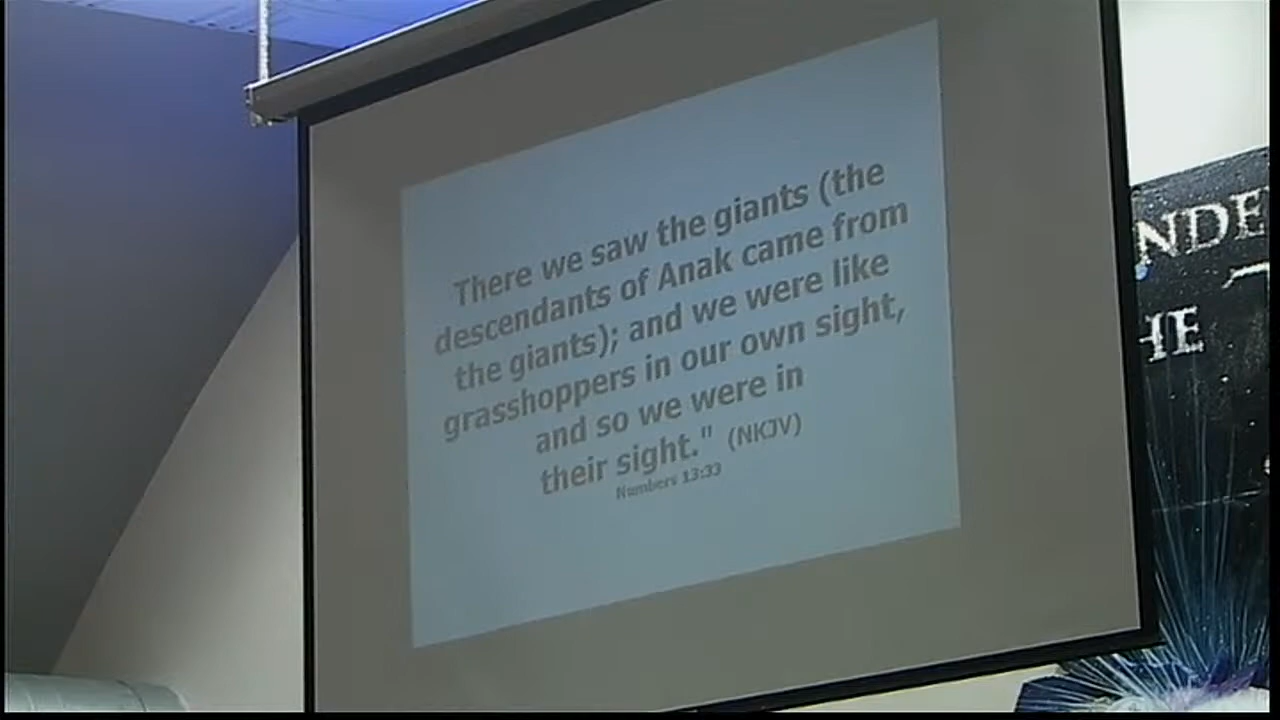 There we saw the giants (the
descendants of Anak came from
the giants); and we were like
grasshoppers in our own sight,
and so we were in
their sight." (NKJV)
Numbers 13:33
NDE
HE